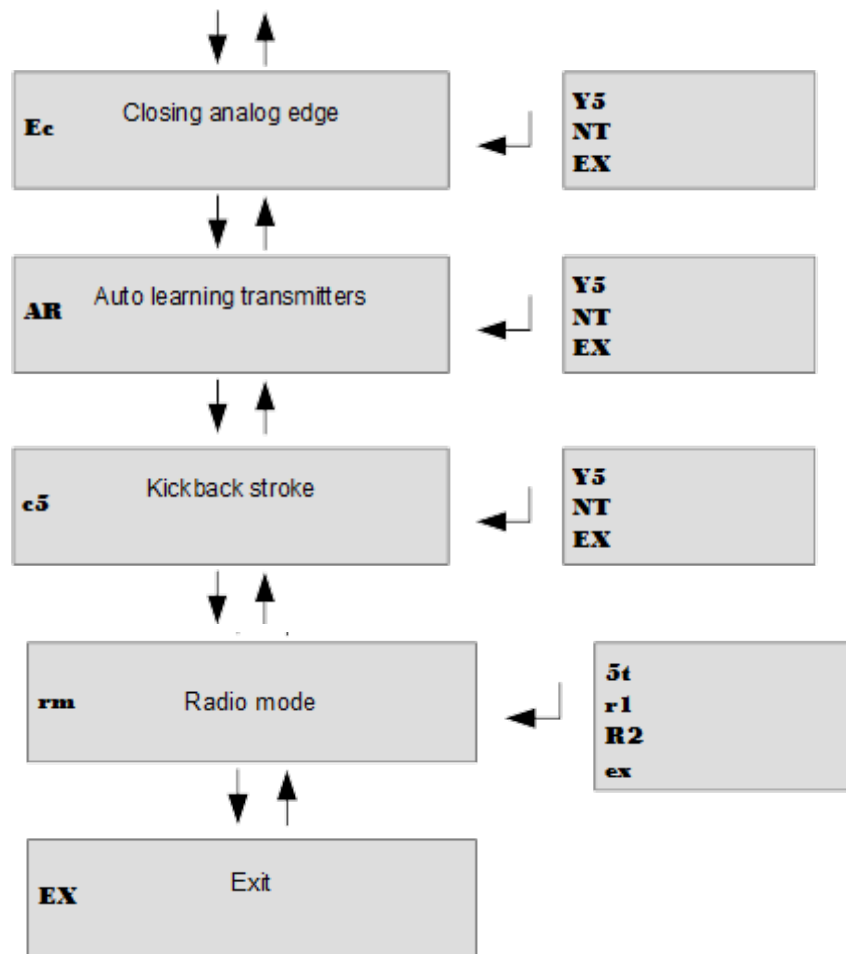 Ec Closing analog edge
Y5
NT
EX
AR Auto learning transmitters
Y5
NT
EX
c5 Kickback stroke
Y5
NT
EX
rm Radio mode
5t
r1
R2
ex
EX Exit